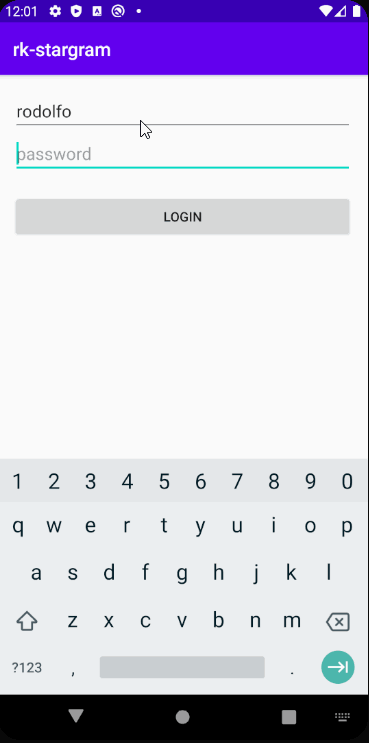 12:01
rk-stargram
rodolfo
password
LOGIN
1 2 3 4 5 6 7 8 9 0
q w e r t y u i o p
a s d f g h j k l
z x c v b n m
?123 , .